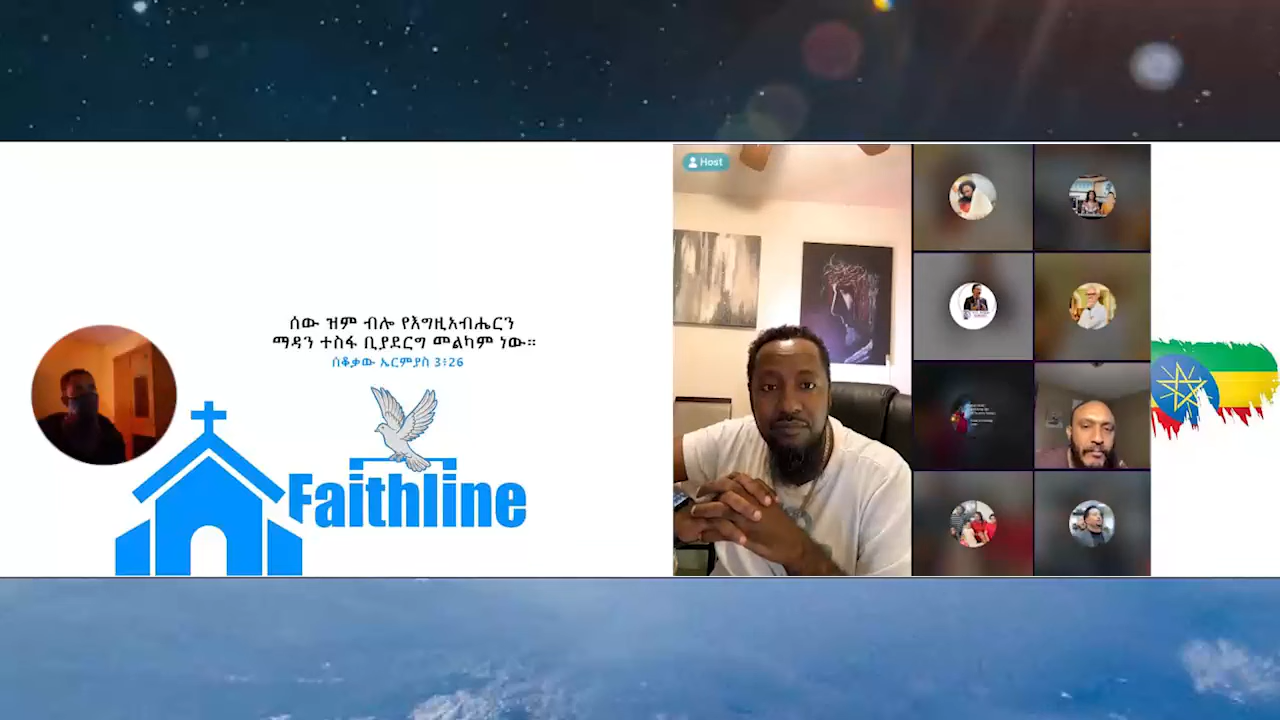 ሰው ዝም ብሎ የእግዚአብሔርን
ማዳን ተስፋ ቢያደርግ መልካም ነው።
ሰቆቃው ኤርምያስ 3፥26
Faithline
Host